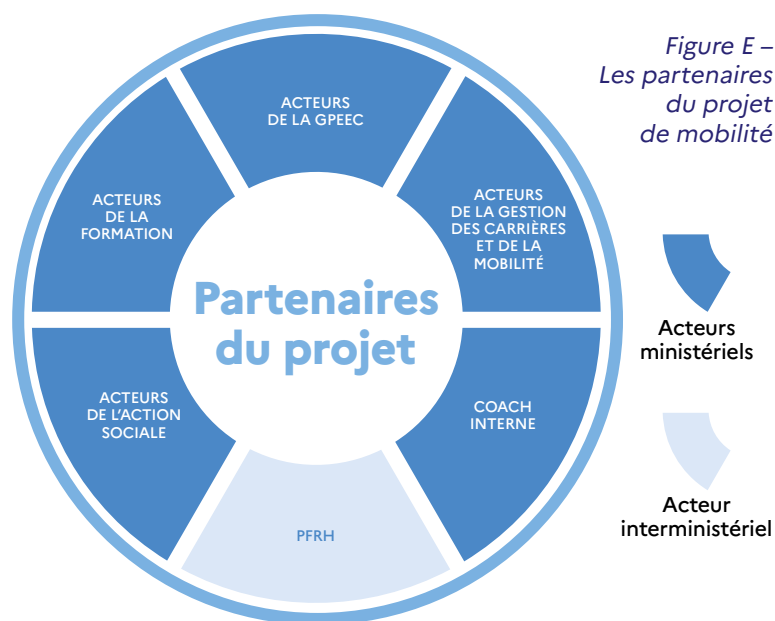 Figure E –
Les partenaires
du projet
de mobilité
ACTEURS
DE LA GPEEC
ACTEURS
DE LA GESTION
DES CARRIÈRES
ET DE LA
MOBILITÉ
COACH
INTERNE
PFRH
ACTEURS
DE L’ACTION
SOCIALE
ACTEURS
DE LA
FORMATION
Partenaires
du projet
Acteurs
ministériels
Acteur
interministériel